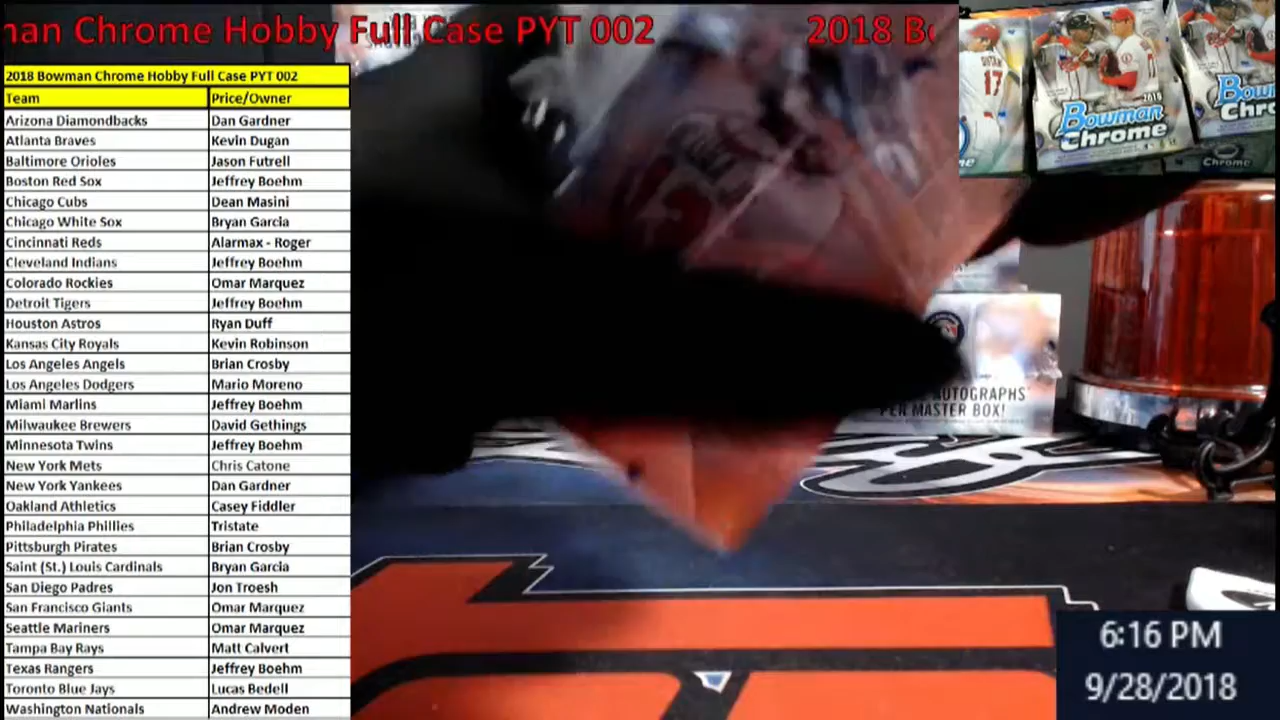 nan Chrome Hobby Full Case PYT 002 2018 Bo
2018 Bowman Chrome Hobby Full Case PYT 002
Team Price/Owner
Arizona Diamondbacks Dan Gardner
Atlanta Braves Kevin Dugan
Baltimore Orioles Jason Futrell
Boston Red Sox Jeffrey Boehm
Chicago Cubs Dean Masini
Chicago White Sox Bryan Garcia
Cincinnati Reds Alarmax - Roger
Cleveland Indians Jeffrey Boehm
Colorado Rockies Omar Marquez
Detroit Tigers Jeffrey Boehm
Houston Astros Ryan Duff
Kansas City Royals Kevin Robinson
Los Angeles Angels Brian Crosby
Los Angeles Dodgers Mario Moreno
Miami Marlins Jeffrey Boehm
Milwaukee Brewers David Gethings
Minnesota Twins Jeffrey Boehm
New York Mets Chris Catone
New York Yankees Dan Gardner
Oakland Athletics Casey Fiddler
Philadelphia Phillies Tristate
Pittsburgh Pirates Brian Crosby
Saint (St.) Louis Cardinals Bryan Garcia
San Diego Padres Jon Troesh
San Francisco Giants Omar Marquez
Seattle Mariners Omar Marquez
Tampa Bay Rays Matt Calvert
Texas Rangers Jeffrey Boehm
Toronto Blue Jays Lucas Bedell
Washington Nationals Andrew Moden
17
2018
Bowman
Chrome
Bow
Chr
Chrome
AUTOGRAPHS
PER MASTER BOX!
6:16 PM
9/28/2018